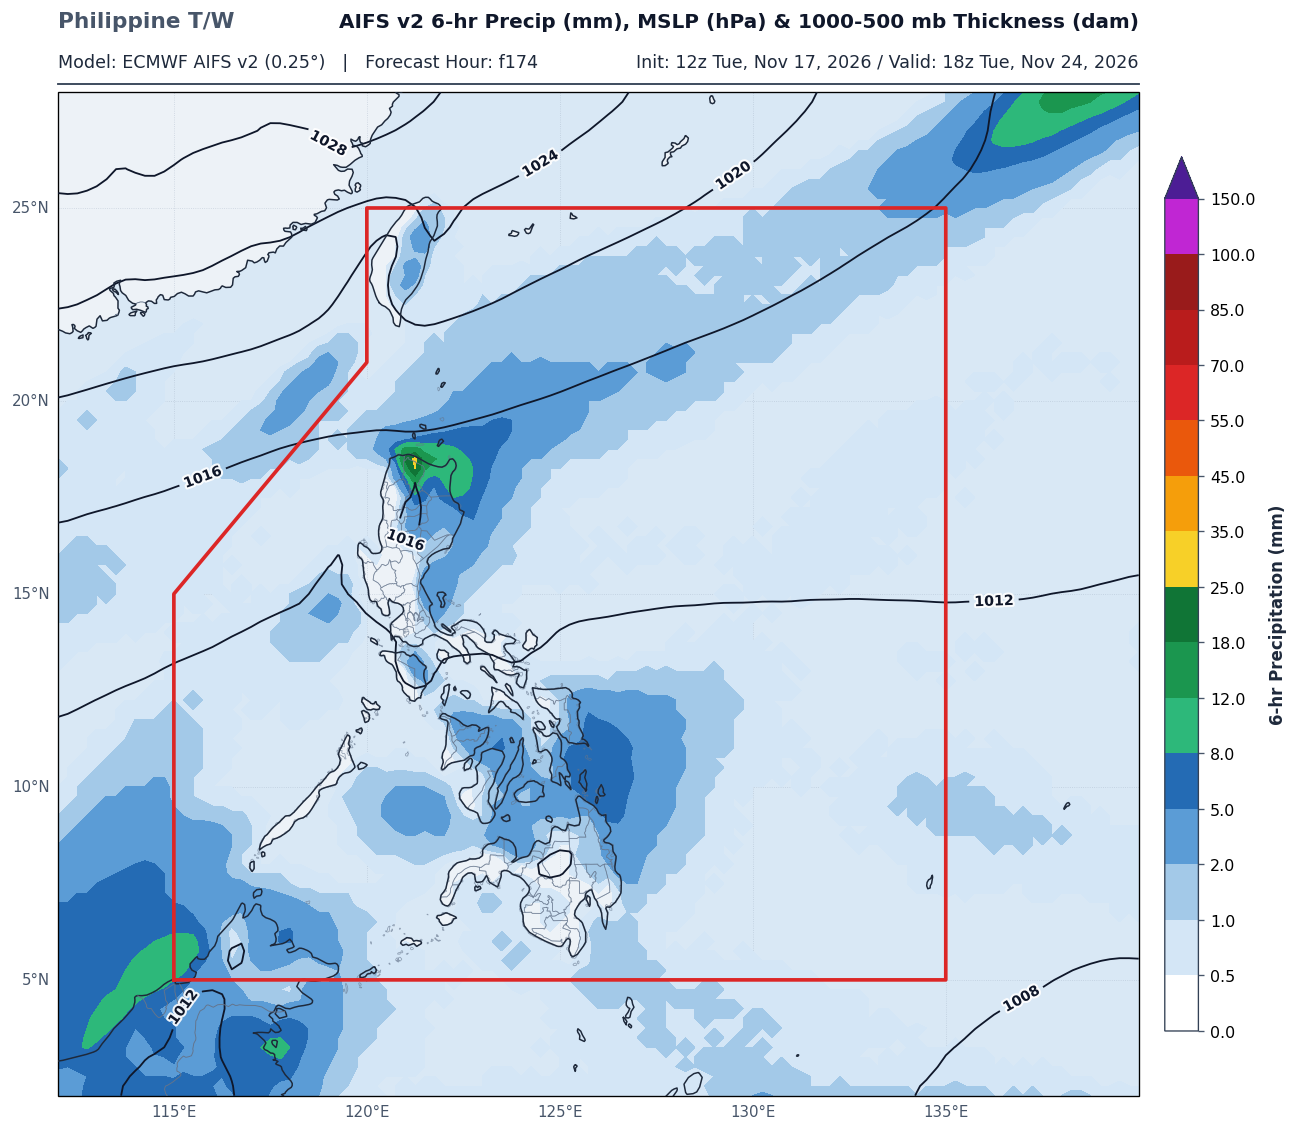 Philippine T/W
AIFS v2 6-hr Precip (mm), MSLP (hPa) & 1000-500 mb Thickness (dam)
Model: ECMWF AIFS v2 (0.25°) | Forecast Hour: f174
Init: 12z Tue, Nov 17, 2026 / Valid: 18z Tue, Nov 24, 2026
1028
1024
1020
1016
1016
1012
1012
1008
25°N
20°N
15°N
10°N
5°N
115°E
120°E
125°E
130°E
135°E
150.0
100.0
85.0
70.0
55.0
45.0
35.0
25.0
18.0
12.0
8.0
5.0
2.0
1.0
0.5
0.0
6-hr Precipitation (mm)